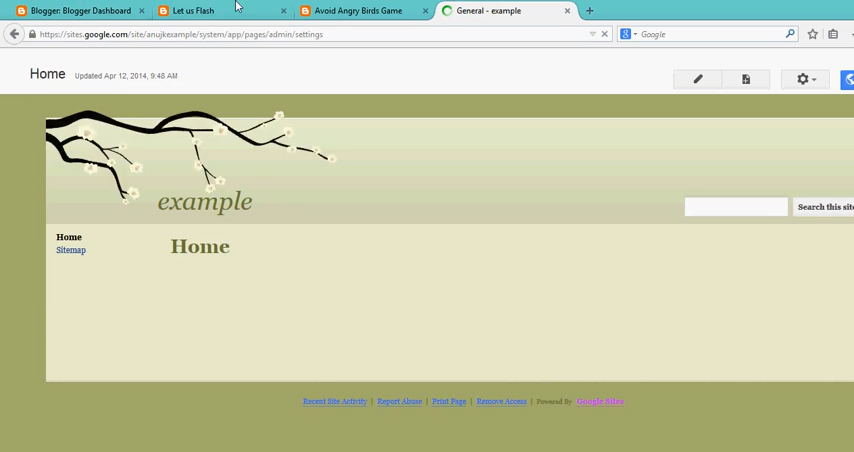 Blogger: Blogger Dashboard
Let us Flash
Avoid Angry Birds Game
General - example
https://sites.google.com/site/anujkexample/system/app/pages/admin/settings
Google
Home Updated Apr 12, 2014, 9:48 AM
example
Search this site
Home
Sitemap
Home
Recent Site Activity | Report Abuse | Print Page | Remove Access | Powered By Google Sites